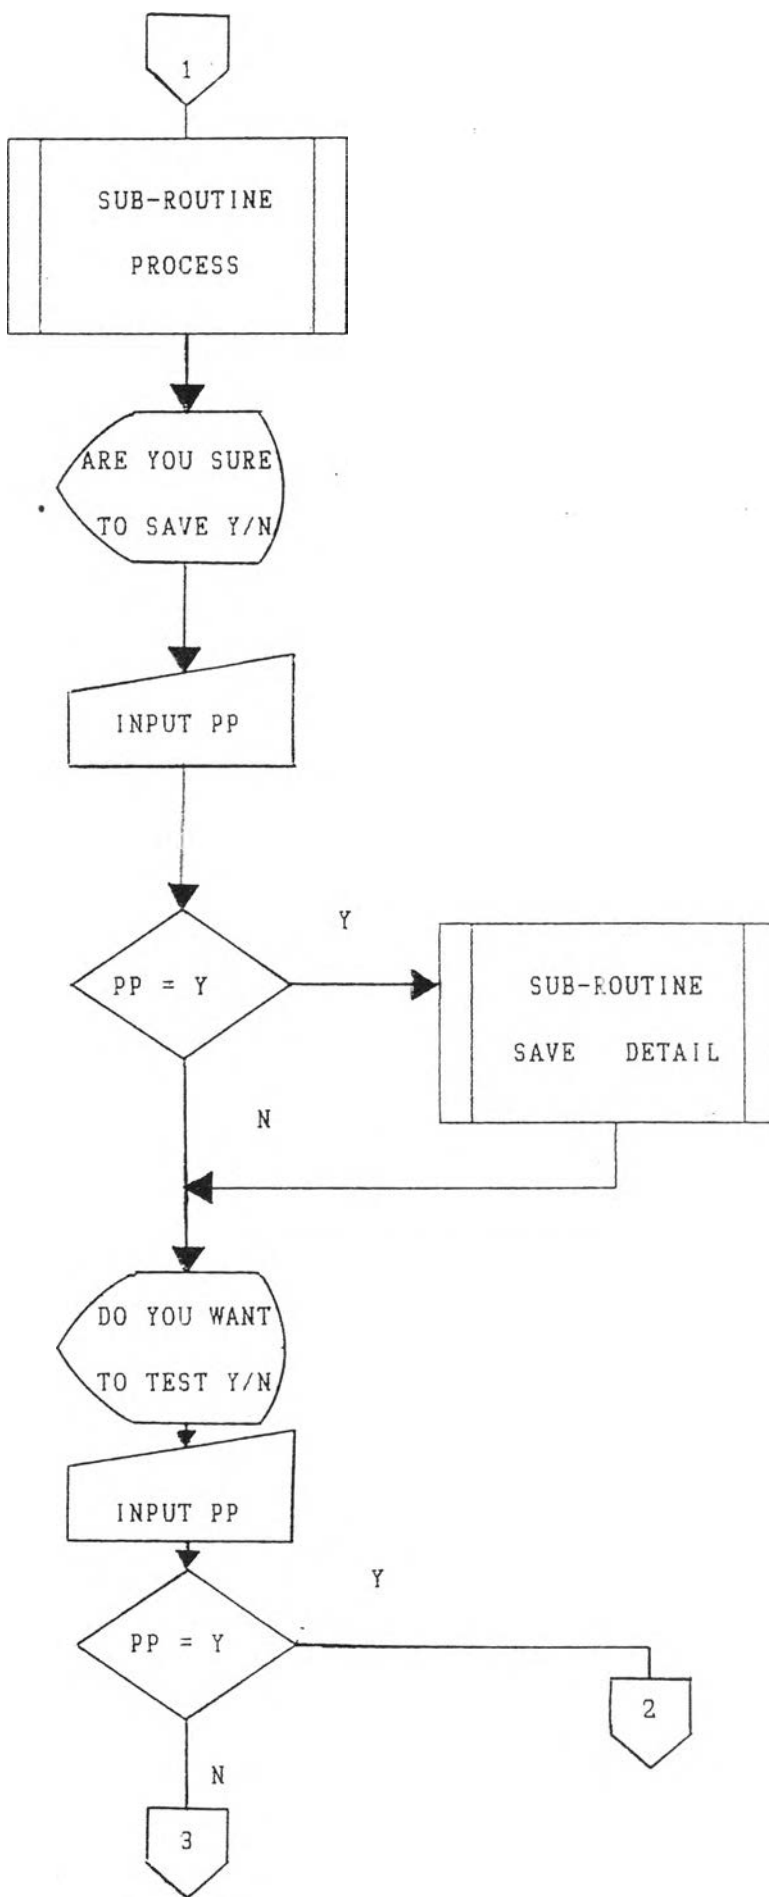 1
SUB-ROUTINE
PROCESS
ARE YOU SURE
TO SAVE Y/N
INPUT PP
PP = Y
Y
SUB-ROUTINE
SAVE DETAIL
N
DO YOU WANT
TO TEST Y/N
INPUT PP
Y
PP = Y
2
N
3